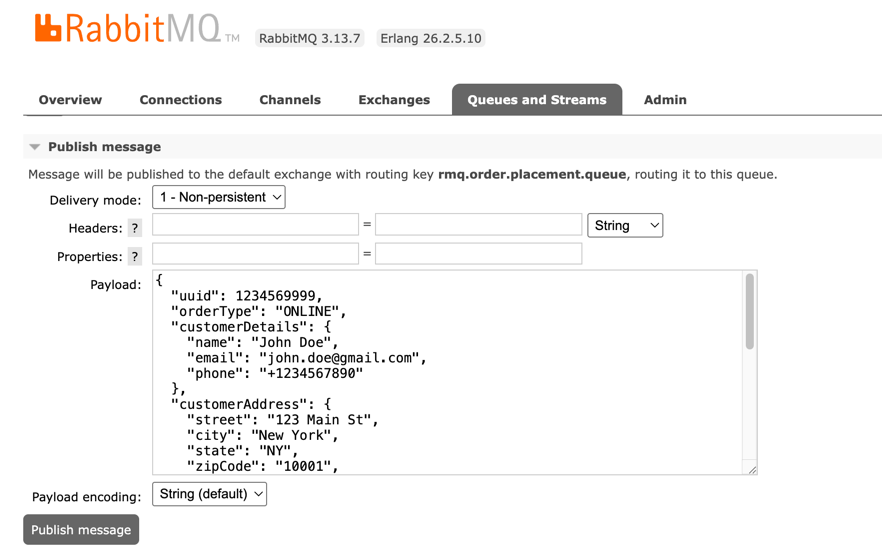 RabbitMQ TM RabbitMQ 3.13.7 Erlang 26.2.5.10
Overview Connections Channels Exchanges Queues and Streams Admin
Publish message
Message will be published to the default exchange with routing key rmq.order.placement.queue, routing it to this queue.
Delivery mode: 1 - Non-persistent
Headers: ? = String
Properties: ? =
Payload: {
"uuid": 1234569999,
"orderType": "ONLINE",
"customerDetails": {
"name": "John Doe",
"email": "john.doe@gmail.com",
"phone": "+1234567890"
},
"customerAddress": {
"street": "123 Main St",
"city": "New York",
"state": "NY",
"zipCode": "10001",
Payload encoding: String (default)
Publish message